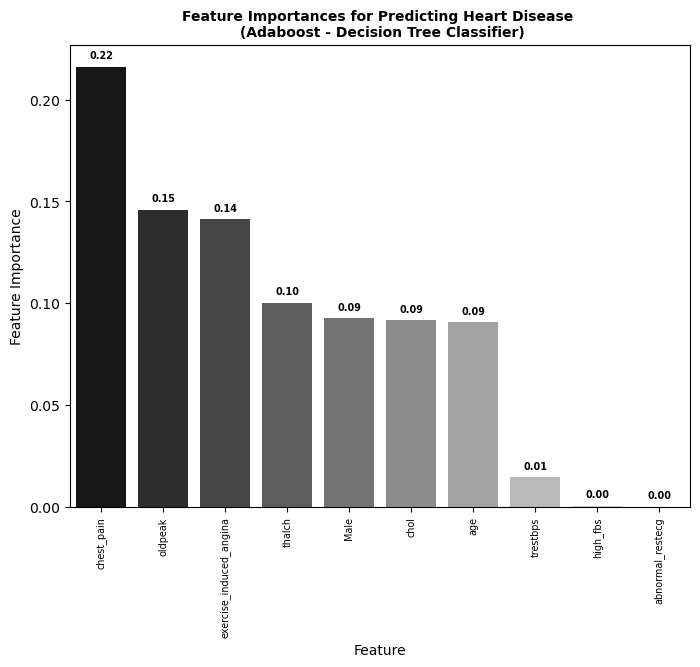 Feature Importances for Predicting Heart Disease
(Adaboost - Decision Tree Classifier)
Feature Importance
0.20
0.15
0.10
0.05
0.00
0.22
0.15
0.14
0.10
0.09
0.09
0.09
0.01
0.00
0.00
chest_pain
oldpeak
exercise_induced_angina
thalch
Male
chol
age
trestbps
high_fbs
abnormal_restecg
Feature